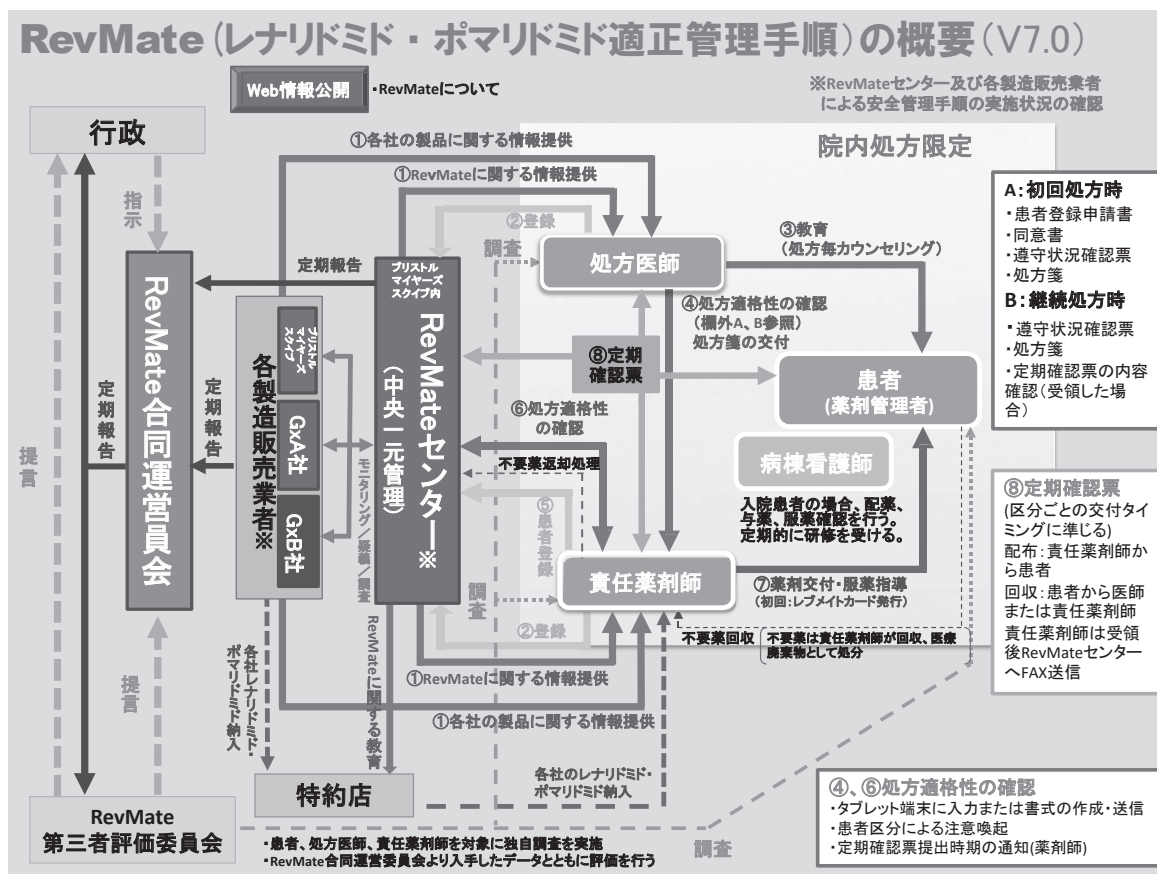 RevMate(レナリドミド・ポマリドミド適正管理手順)の概要(V7.0)
Web情報公開
・RevMateについて
※RevMateセンター及び各製造販売業者
による安全管理手順の実施状況の確認
行政
①各社の製品に関する情報提供
院内処方限定
①RevMateに関する情報提供
指示
②登録
調査
③教育
(処方毎カウンセリング)
処方医師
A:初回処方時
・患者登録申請書
・同意書
・遵守状況確認票
・処方箋
B:継続処方時
・遵守状況確認票
・処方箋
・定期確認票の内容
確認(受領した場
合)
定期報告
ブリストル
マイヤーズ
スクイブ内
RevMateセンター※
(中央一元管理)
RevMate合同運営員会
各製造販売業者※
ブリストル
マイヤーズ
スクイブ
GxA社
GxB社
④処方適格性の確認
(欄外A、B参照)
処方箋の交付
⑧定期
確認票
患者
(薬剤管理者)
定期報告
定期報告
提言
⑥処方適格性
の確認
不要薬返却処理
病棟看護師
入院患者の場合、配薬、
与薬、服薬確認を行う。
定期的に研修を受ける。
モニタリング/疑義/調査
⑤患者登録
責任薬剤師
⑦薬剤交付・服薬指導
(初回:レブメイトカード発行)
調査
②登録
不要薬回収
不要薬は責任薬剤師が回収、医療
廃棄物として処分
⑧定期確認票
(区分ごとの交付タイ
ミングに準じる)
配布:責任薬剤師か
ら患者
回収:患者から医師
または責任薬剤師
責任薬剤師は受領
後RevMateセンター
へFAX送信
①RevMateに関する情報提供
①各社の製品に関する情報提供
各社レナリドミド・
ポマリドミド納入
RevMateに関する教育
提言
特約店
各社のレナリドミド・
ポマリドミド納入
RevMate
第三者評価委員会
・患者、処方医師、責任薬剤師を対象に独自調査を実施
・RevMate合同運営委員会より入手したデータとともに評価を行う
調査
④、⑥処方適格性の確認
・タブレット端末に入力または書式の作成・送信
・患者区分による注意喚起
・定期確認票提出時期の通知(薬剤師)